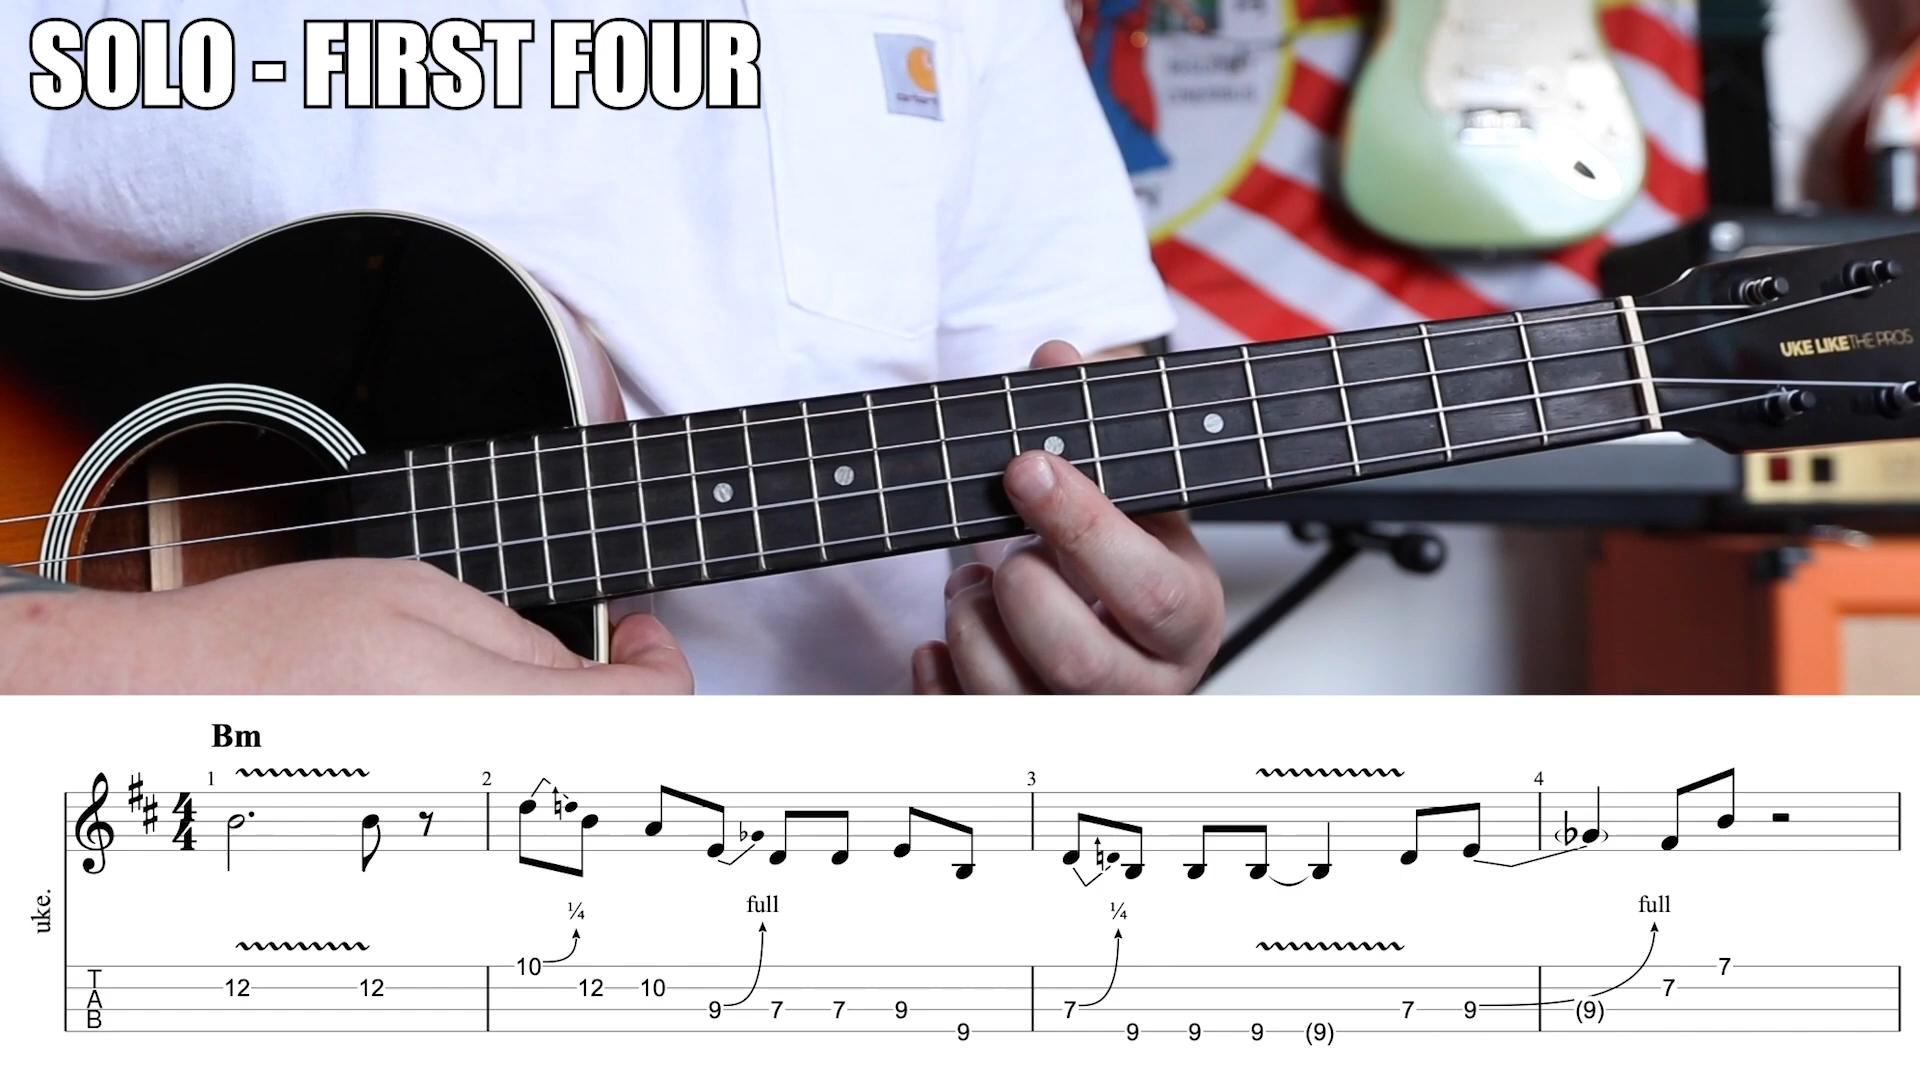 SOLO - FIRST FOUR
UKE LIKE THE PROS
Bm
1 2 3 4
4
4
uke.
¼ full ¼ full
T
A
B
10 7
12 12 12 10 7
9 7 7 9 7 7 9 (9)
9 9 9 9 (9)